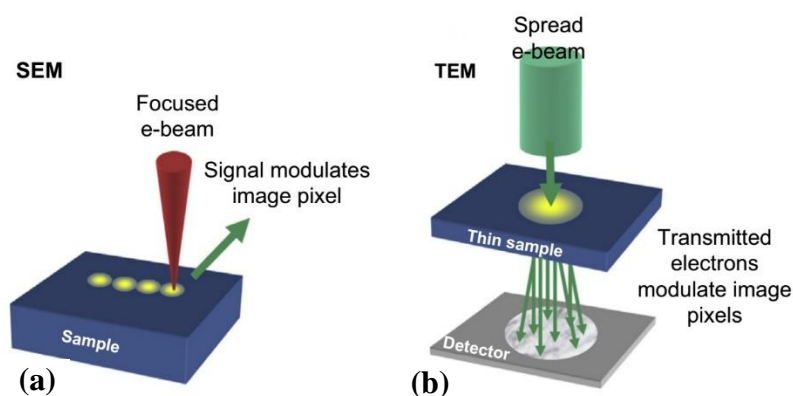 SEM
Focused
e-beam
Signal modulates
image pixel
Sample
(a)
Spread
e-beam
TEM
Thin sample
Transmitted
electrons
modulate image
pixels
Detector
(b)